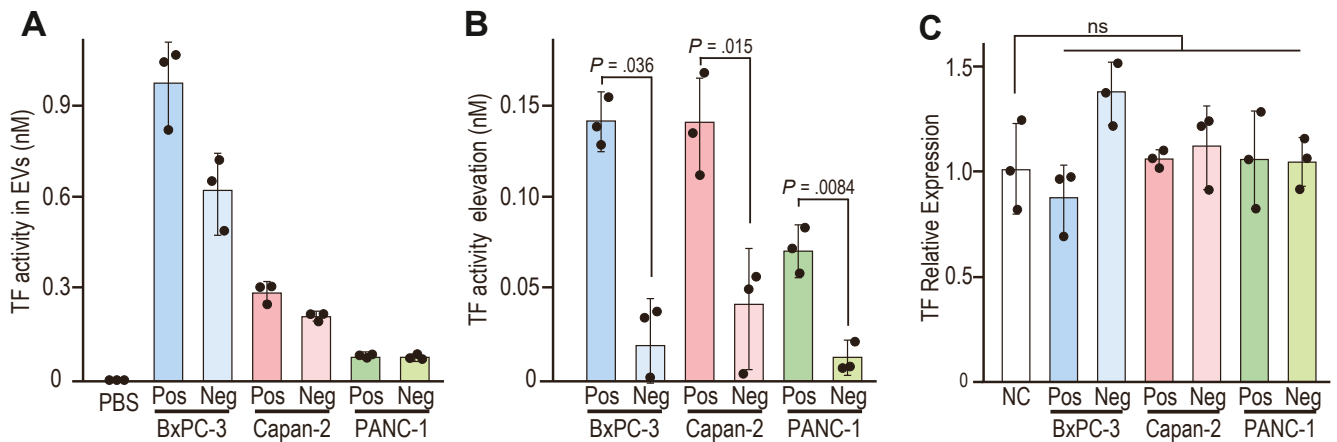 A
TF activity in EVs (nM)
0.9
0.6
0.3
0
PBS
Pos Neg Pos Neg Pos Neg
BxPC-3 Capan-2 PANC-1
B
TF activity elevation (nM)
0.15
0.10
0.05
0
P = .036
P = .015
P = .0084
Pos Neg Pos Neg Pos Neg
BxPC-3 Capan-2 PANC-1
C
TF Relative Expression
1.5
1.0
0.5
0
ns
NC Pos Neg Pos Neg Pos Neg
BxPC-3 Capan-2 PANC-1